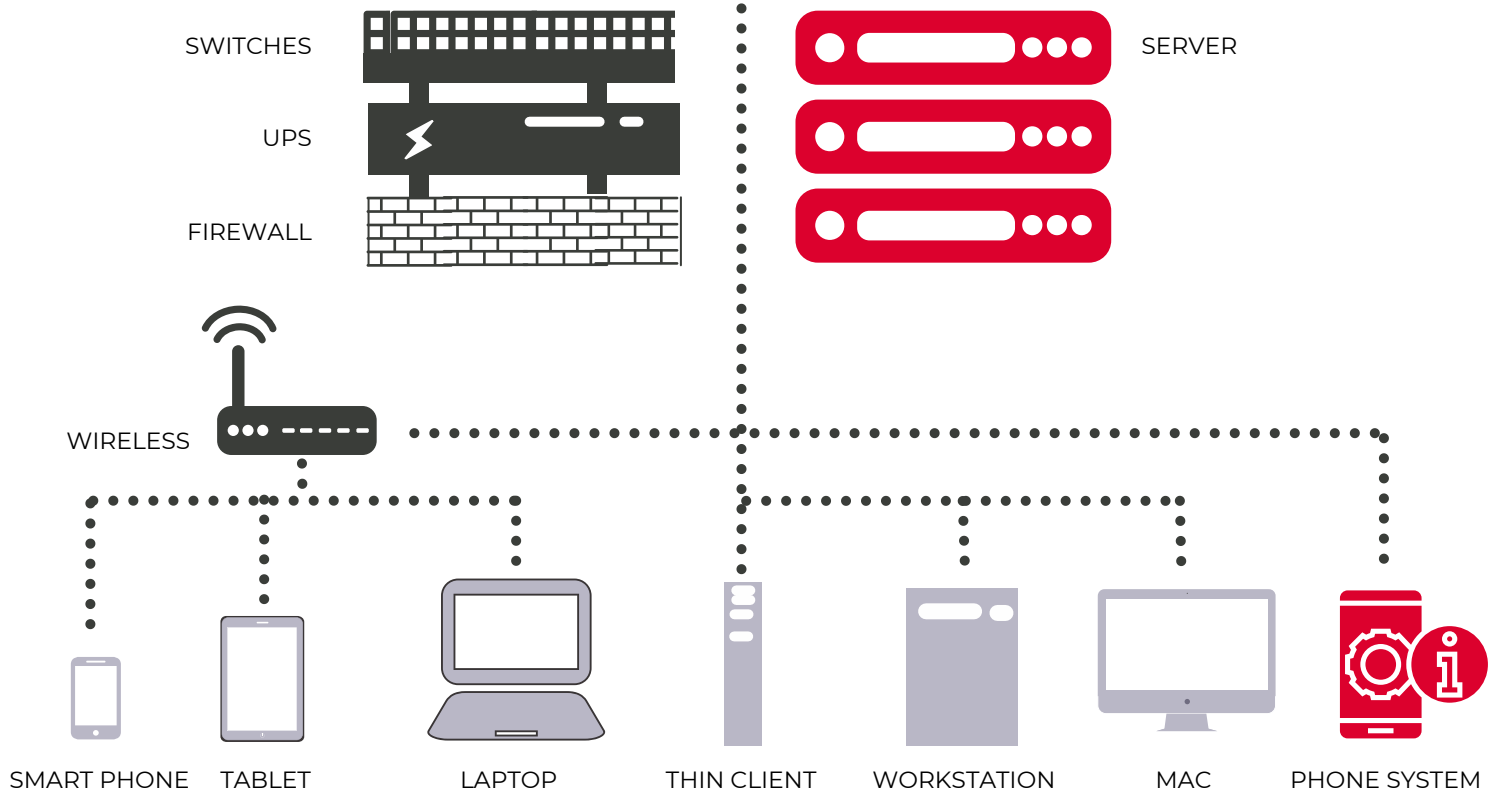 SWITCHES
SERVER
UPS
FIREWALL
WIRELESS
SMART PHONE
TABLET
LAPTOP
THIN CLIENT
WORKSTATION
MAC
PHONE SYSTEM